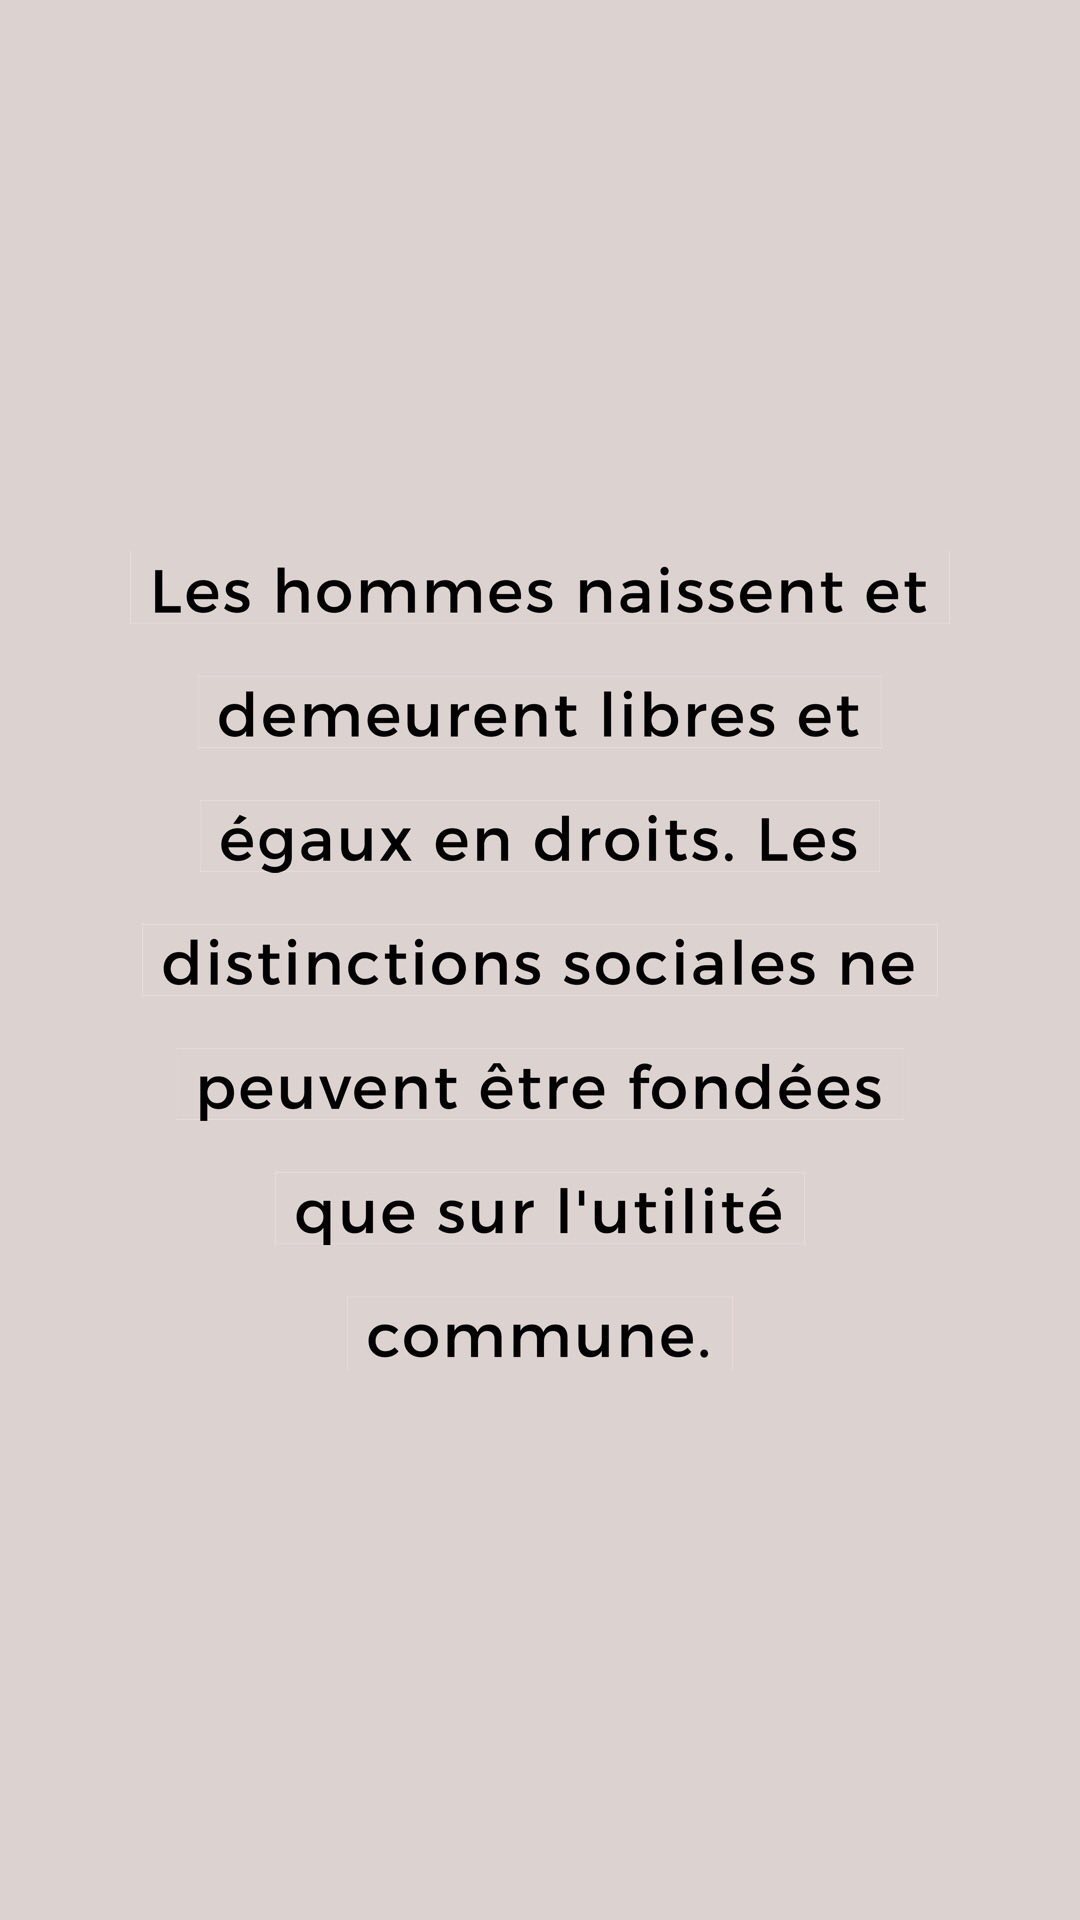 Les hommes naissent et
demeurent libres et
égaux en droits. Les
distinctions sociales ne
peuvent être fondées
que sur l'utilité
commune.